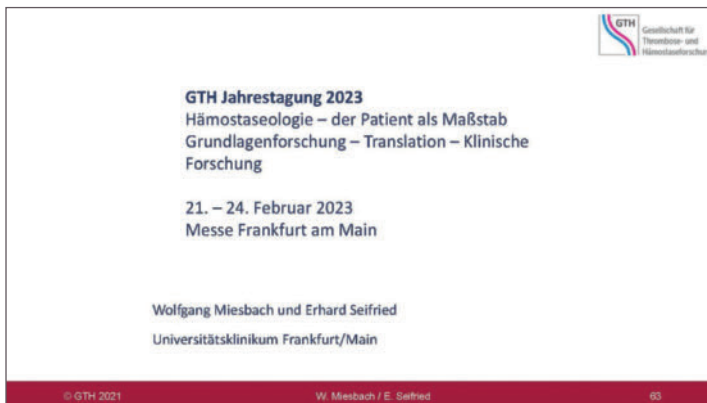 GTH
Gesellschaft für
Thrombose- und
Hämostaseforschung
GTH Jahrestagung 2023
Hämostaseologie – der Patient als Maßstab
Grundlagenforschung – Translation – Klinische
Forschung
21. – 24. Februar 2023
Messe Frankfurt am Main
Wolfgang Miesbach und Erhard Seifried
Universitätsklinikum Frankfurt/Main
© GTH 2021
W. Miesbach / E. Seifried
63